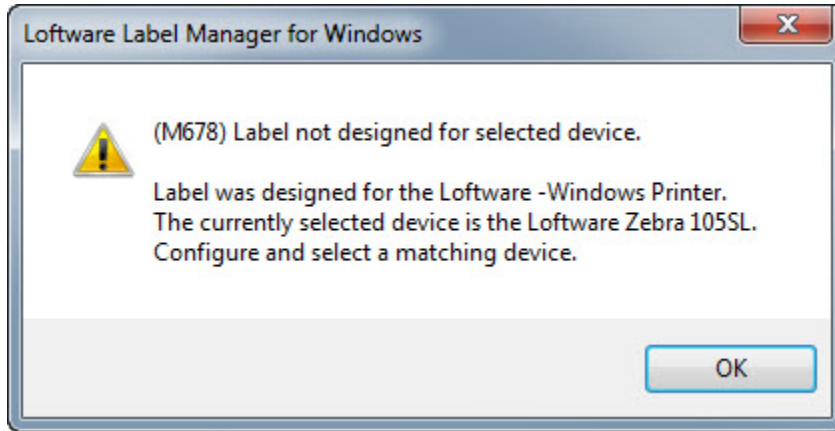 Loftware Label Manager for Windows
(M678) Label not designed for selected device.
Label was designed for the Loftware -Windows Printer.
The currently selected device is the Loftware Zebra 105SL.
Configure and select a matching device.
OK